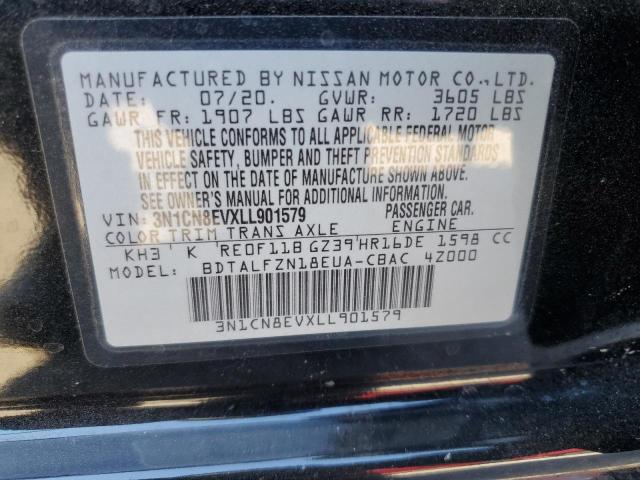 MANUFACTURED BY NISSAN MOTOR CO.,LTD.
DATE: 07/20. GVWR: 3605 LBS
GAWR FR: 1907 LBS GAWR RR: 1720 LBS
THIS VEHICLE CONFORMS TO ALL APPLICABLE FEDERAL MOTOR
VEHICLE SAFETY, BUMPER AND THEFT PREVENTION STANDARDS
IN EFFECT ON THE DATE OF MANUFACTURE SHOWN ABOVE.
SEE OWNER'S MANUAL FOR ADDITIONAL INFORMATION.
VIN: 3N1CN8EVXLL901579 PASSENGER CAR.
COLOR TRIM TRANS AXLE ENGINE
KH3 K RE0F11B GZ39 HR16DE 1598 CC
BDTALFZN18EUA-CBAC 4Z000
3N1CN8EVXLL901579